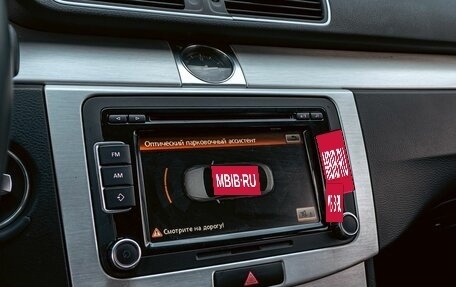 Оптический парковочный ассистент
FM
AM
MBIB.RU
Смотрите на дорогу!